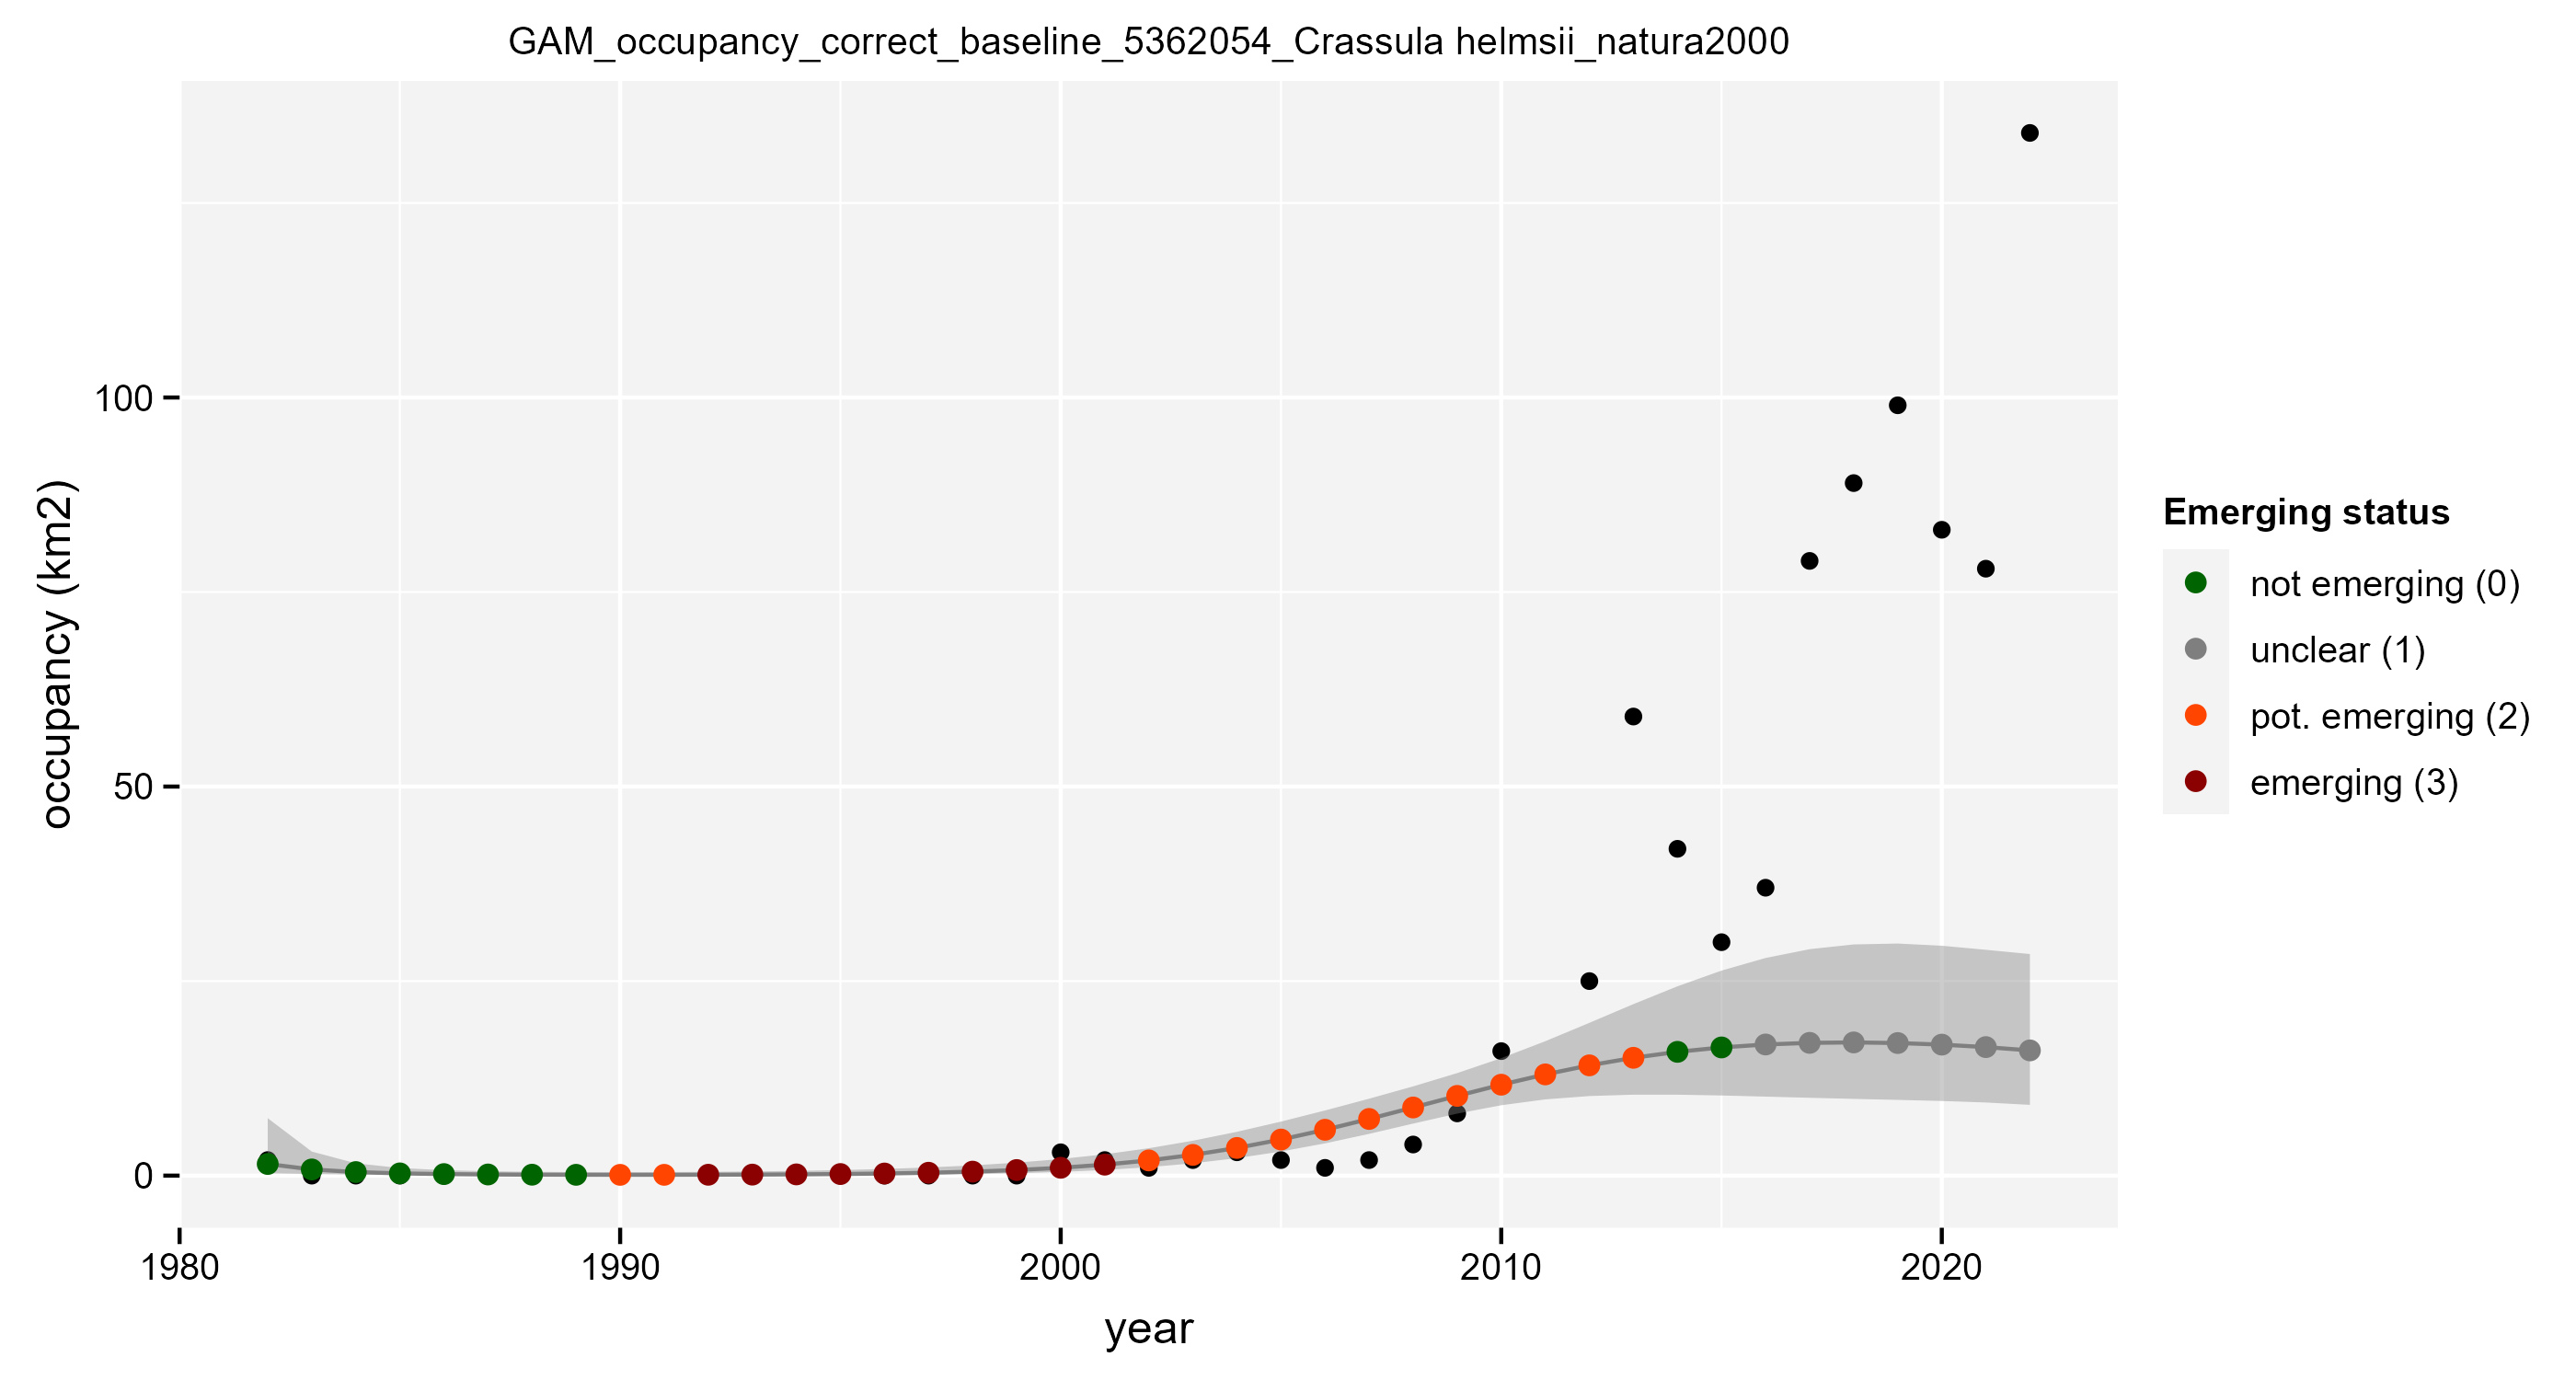 GAM_occupancy_correct_baseline_5362054_Crassula helmsii_natura2000
occupancy (km2)
100
50
0
1980 1990 2000 2010 2020
year
Emerging status
not emerging (0)
unclear (1)
pot. emerging (2)
emerging (3)